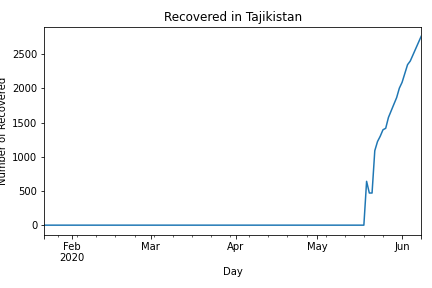 Recovered in Tajikistan
Number of Recovered
2500
2000
1500
1000
500
0
Feb
2020
Mar
Apr
May
Jun
Day